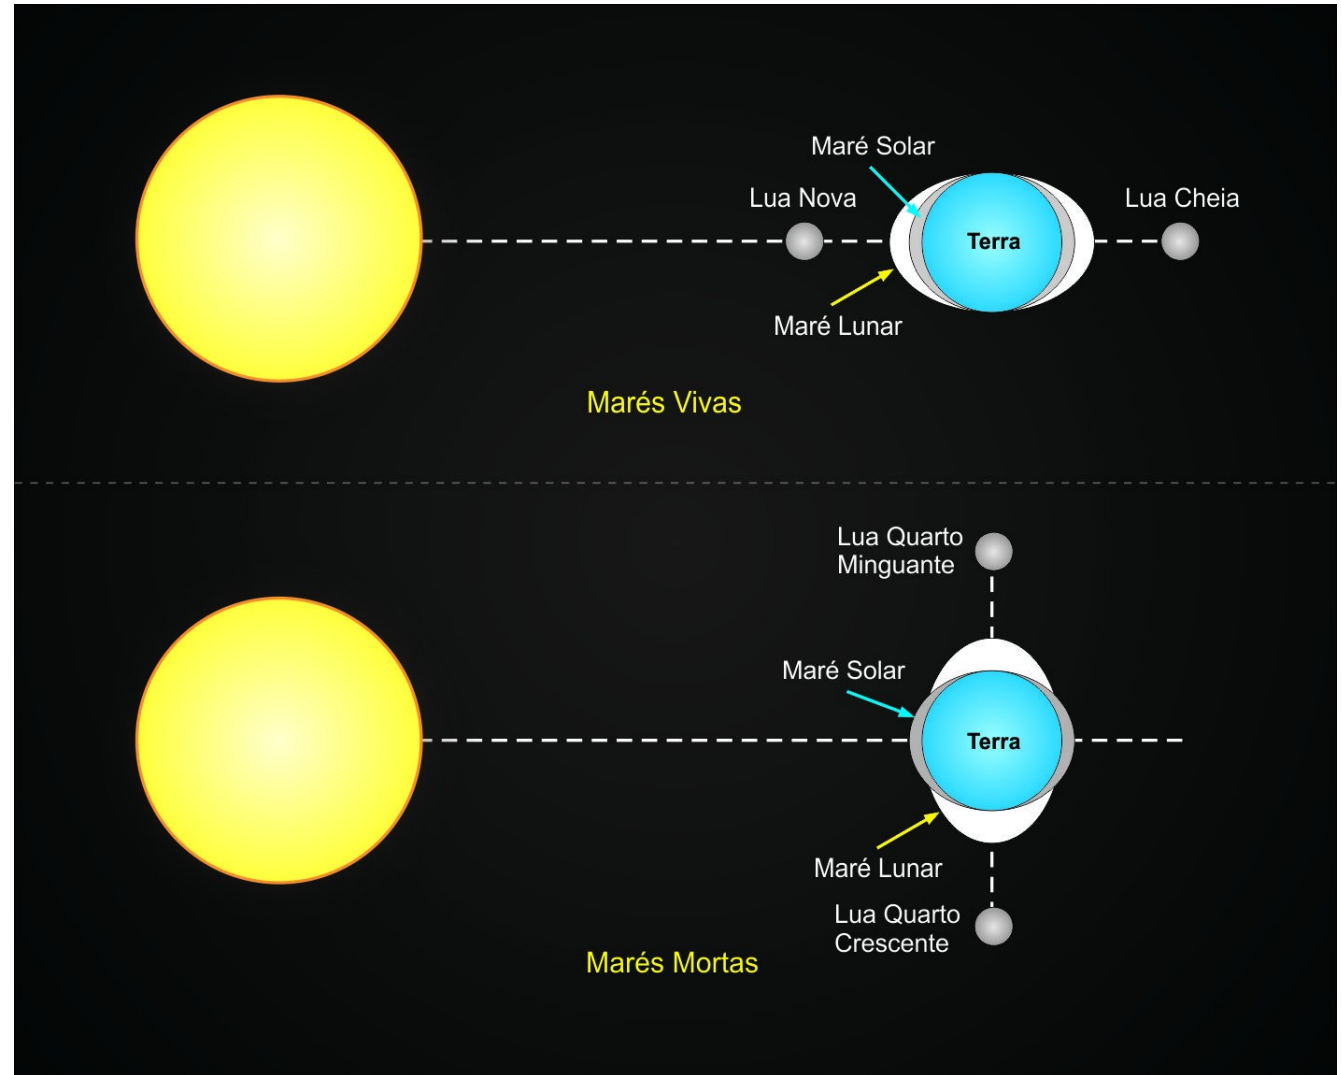 Maré Solar
Lua Nova
Lua Cheia
Terra
Maré Lunar
Marés Vivas
Lua Quarto
Minguante
Maré Solar
Terra
Maré Lunar
Lua Quarto
Crescente
Marés Mortas